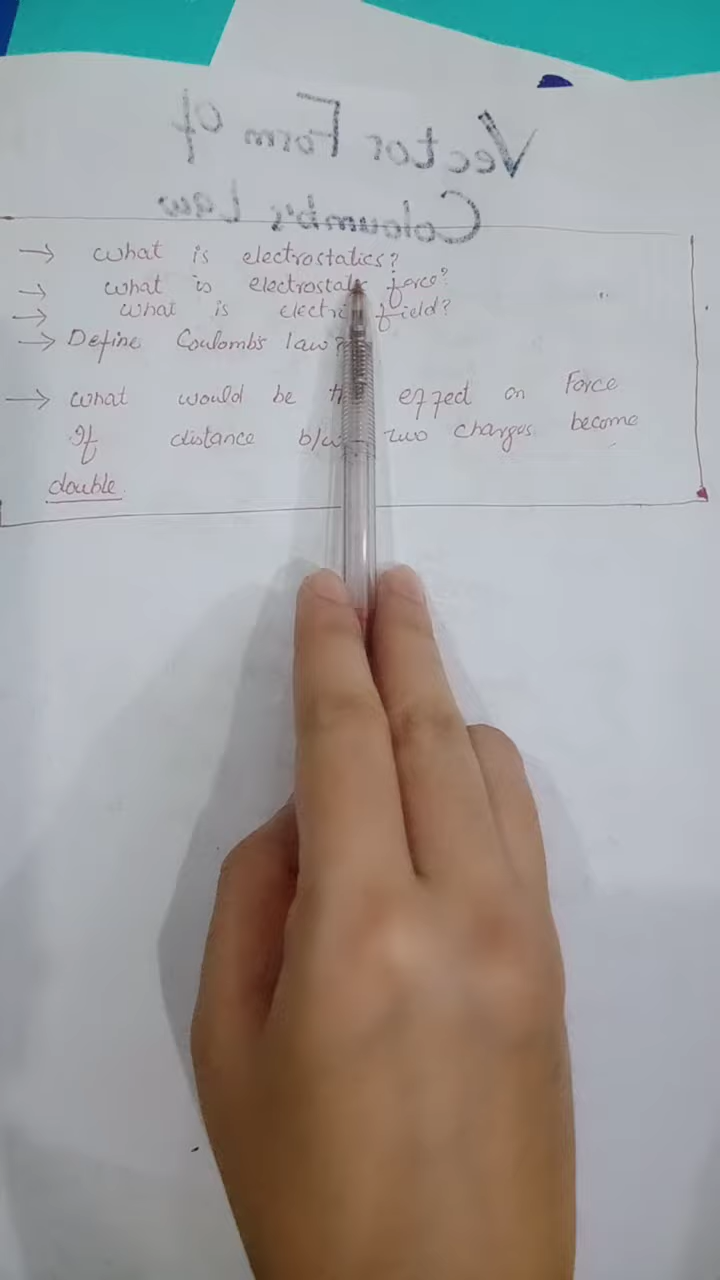 Vector Form Of
Coloumb's Law
→ what is electrostatics?
→ what is electrostatic force?
→ what is electric field?
→ Define Coulomb's law?
→ what would be the effect on Force
If distance b/w two charges become
double.